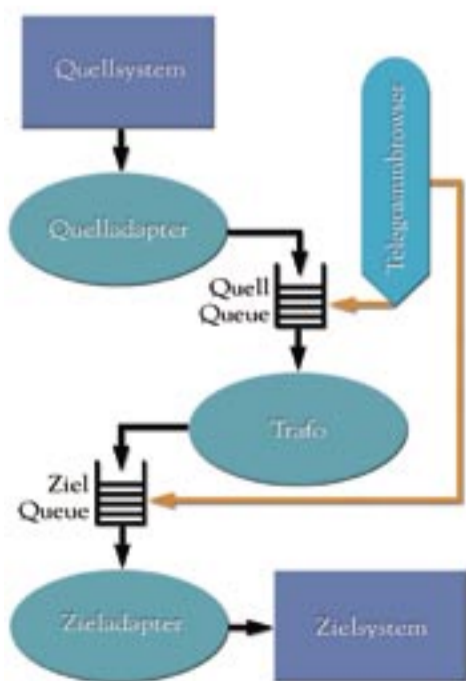 Quellsystem
Telegrammbrowser
Quelladapter
Quell
Queue
Trafo
Ziel
Queue
Zieladapter
Zielsystem